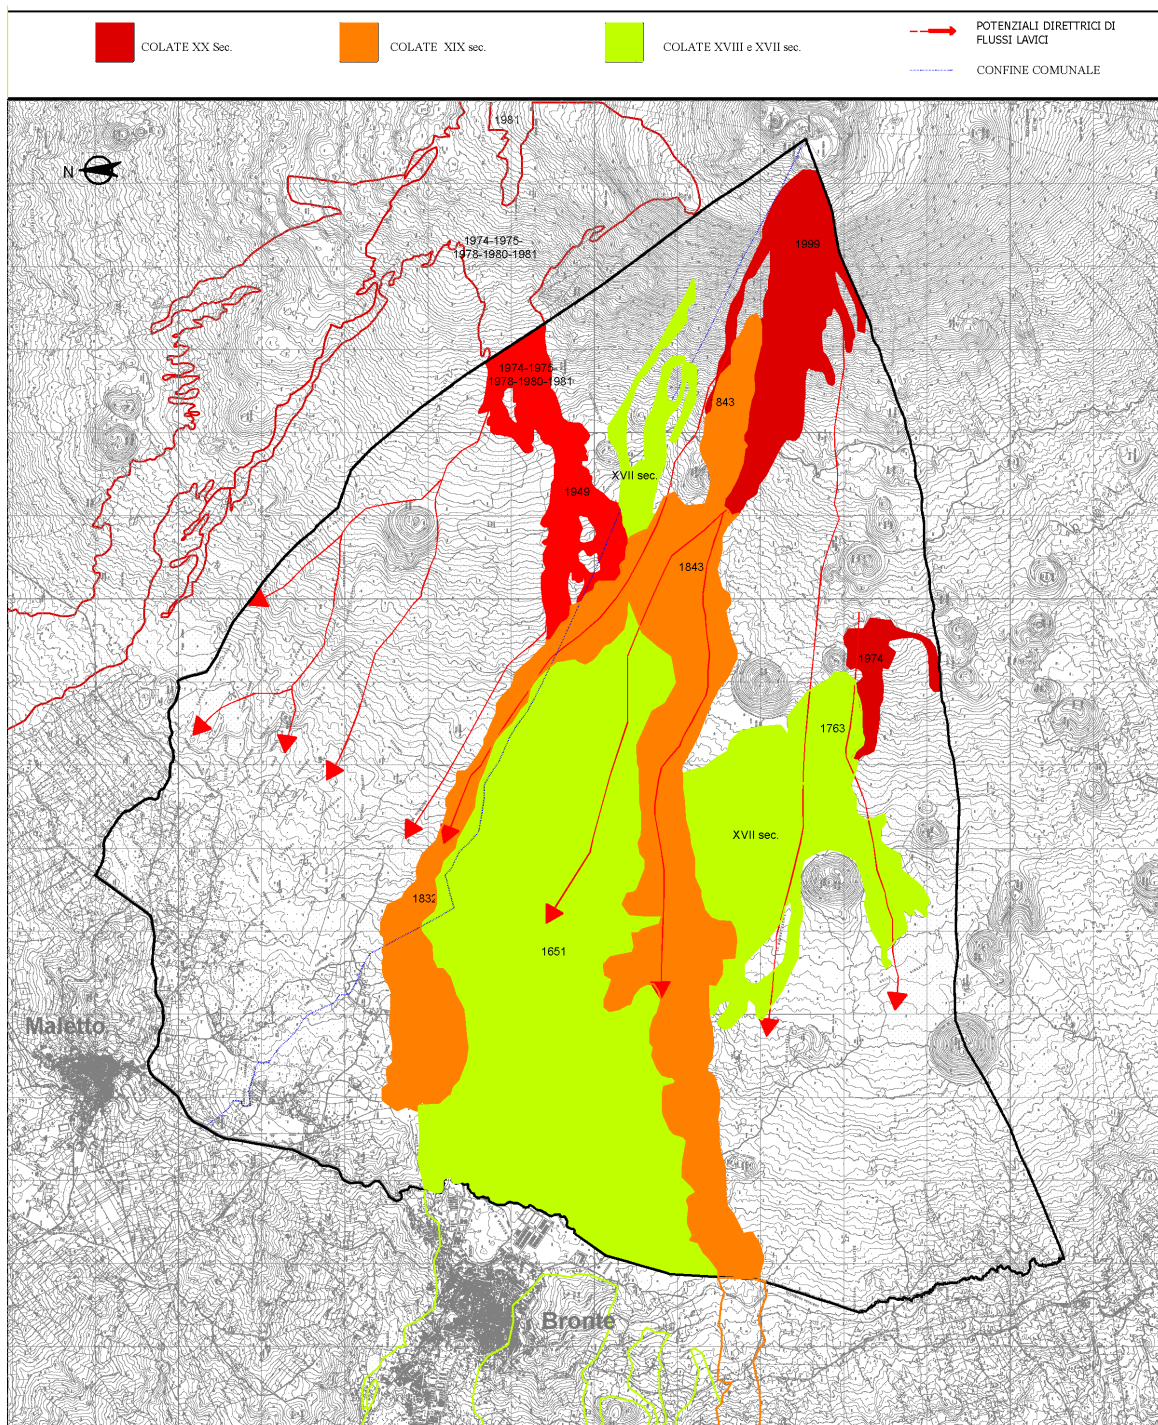 COLATE XX Sec.
COLATE XIX sec.
COLATE XVIII e XVII sec.
POTENZIALI DIRETTRICI DI
FLUSSI LAVICI
CONFINE COMUNALE
1981
N
1974-1975-
1978-1980-1981
1999
1974-1975-
1978-1980-1981
843
XVII sec.
1949
1843
1974
1763
XVII sec.
1832
1651
Maletto
Bronte